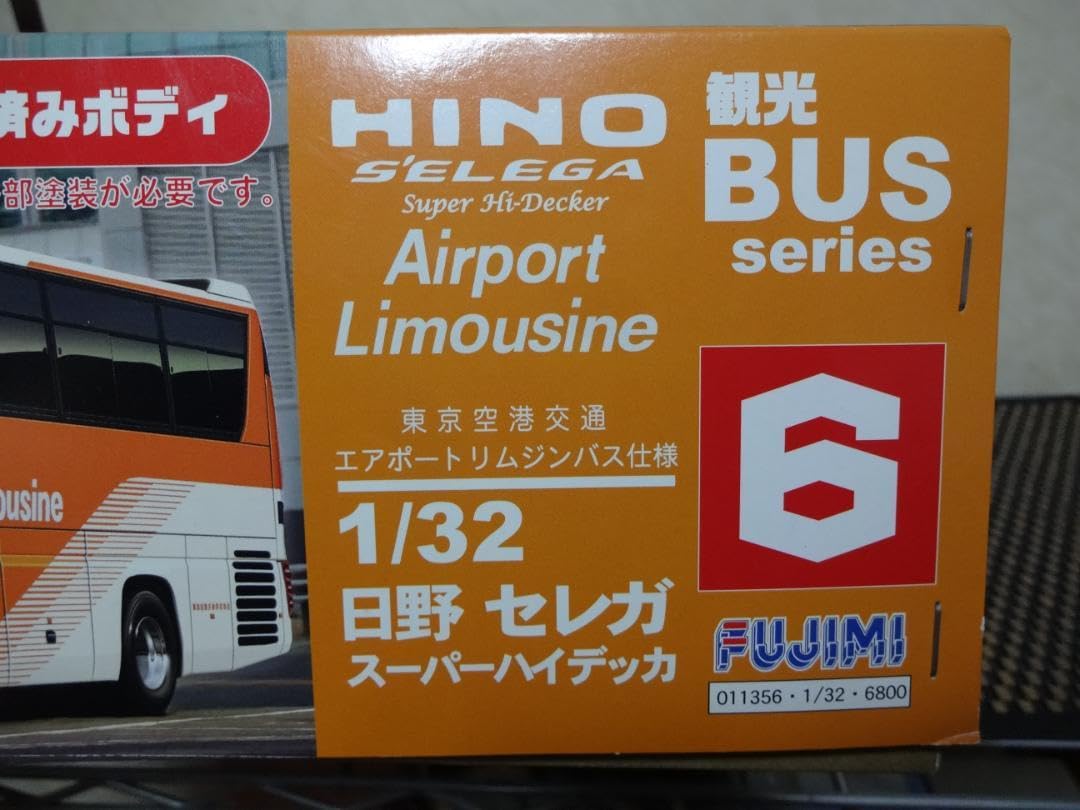 済みボディ
部塗装が必要です。
ousine
HINO
S'ELEGA
Super Hi-Decker
Airport
Limousine
東京空港交通
エアポートリムジンバス仕様
1/32
日野 セレガ
スーパーハイデッカ
観光
BUS
series
6
FUJIMI
011356・1/32・6800